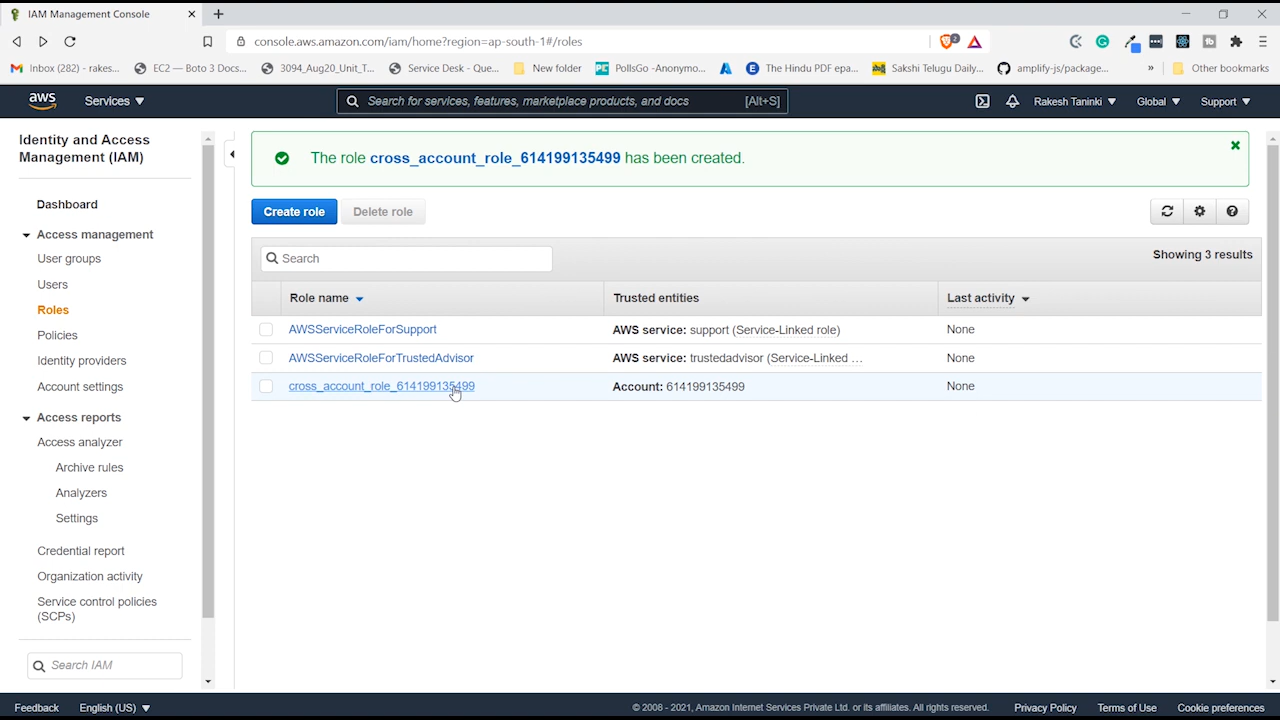 IAM Management Console
console.aws.amazon.com/iam/home?region=ap-south-1#/roles
2
Inbox (282) - rakes...
EC2 — Boto 3 Docs...
3094_Aug20_Unit_T...
Service Desk - Que...
New folder
PollsGo -Anonymo...
The Hindu PDF epa...
Sakshi Telugu Daily...
amplify-js/package...
»
Other bookmarks
aws
Services
Search for services, features, marketplace products, and docs
[Alt+S]
Rakesh Taninki
Global
Support
Identity and Access
Management (IAM)
Dashboard
Access management
User groups
Users
Roles
Policies
Identity providers
Account settings
Access reports
Access analyzer
Archive rules
Analyzers
Settings
Credential report
Organization activity
Service control policies
(SCPs)
Search IAM
The role cross_account_role_614199135499 has been created.
Create role
Delete role
Search
Showing 3 results
Role name
Trusted entities
Last activity
AWSServiceRoleForSupport
AWS service: support (Service-Linked role)
None
AWSServiceRoleForTrustedAdvisor
AWS service: trustedadvisor (Service-Linked ...
None
cross_account_role_614199135499
Account: 614199135499
None
Feedback
English (US)
© 2008 - 2021, Amazon Internet Services Private Ltd. or its affiliates. All rights reserved.
Privacy Policy
Terms of Use
Cookie preferences